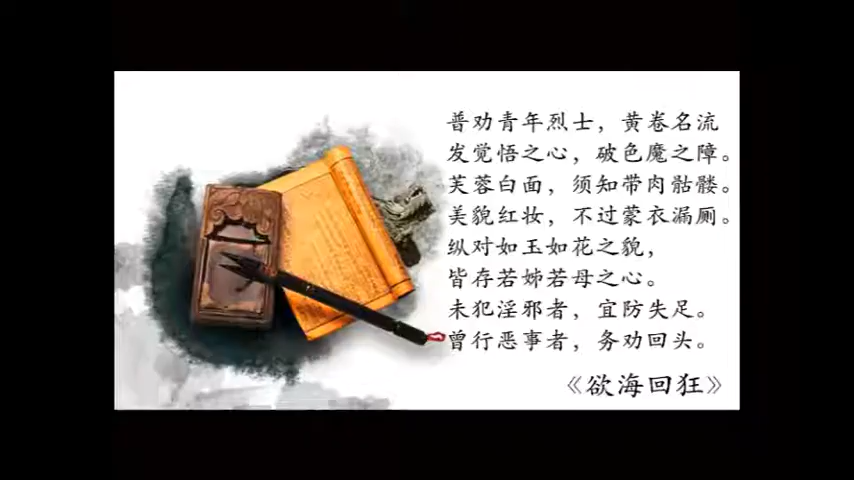 普劝青年烈士，黄卷名流
发觉悟之心，破色魔之障。
芙蓉白面，须知带肉骷髅。
美貌红妆，不过蒙衣漏厕。
纵对如玉如花之貌，
皆存若姊若母之心。
未犯淫邪者，宜防失足。
曾行恶事者，务劝回头。
《欲海回狂》